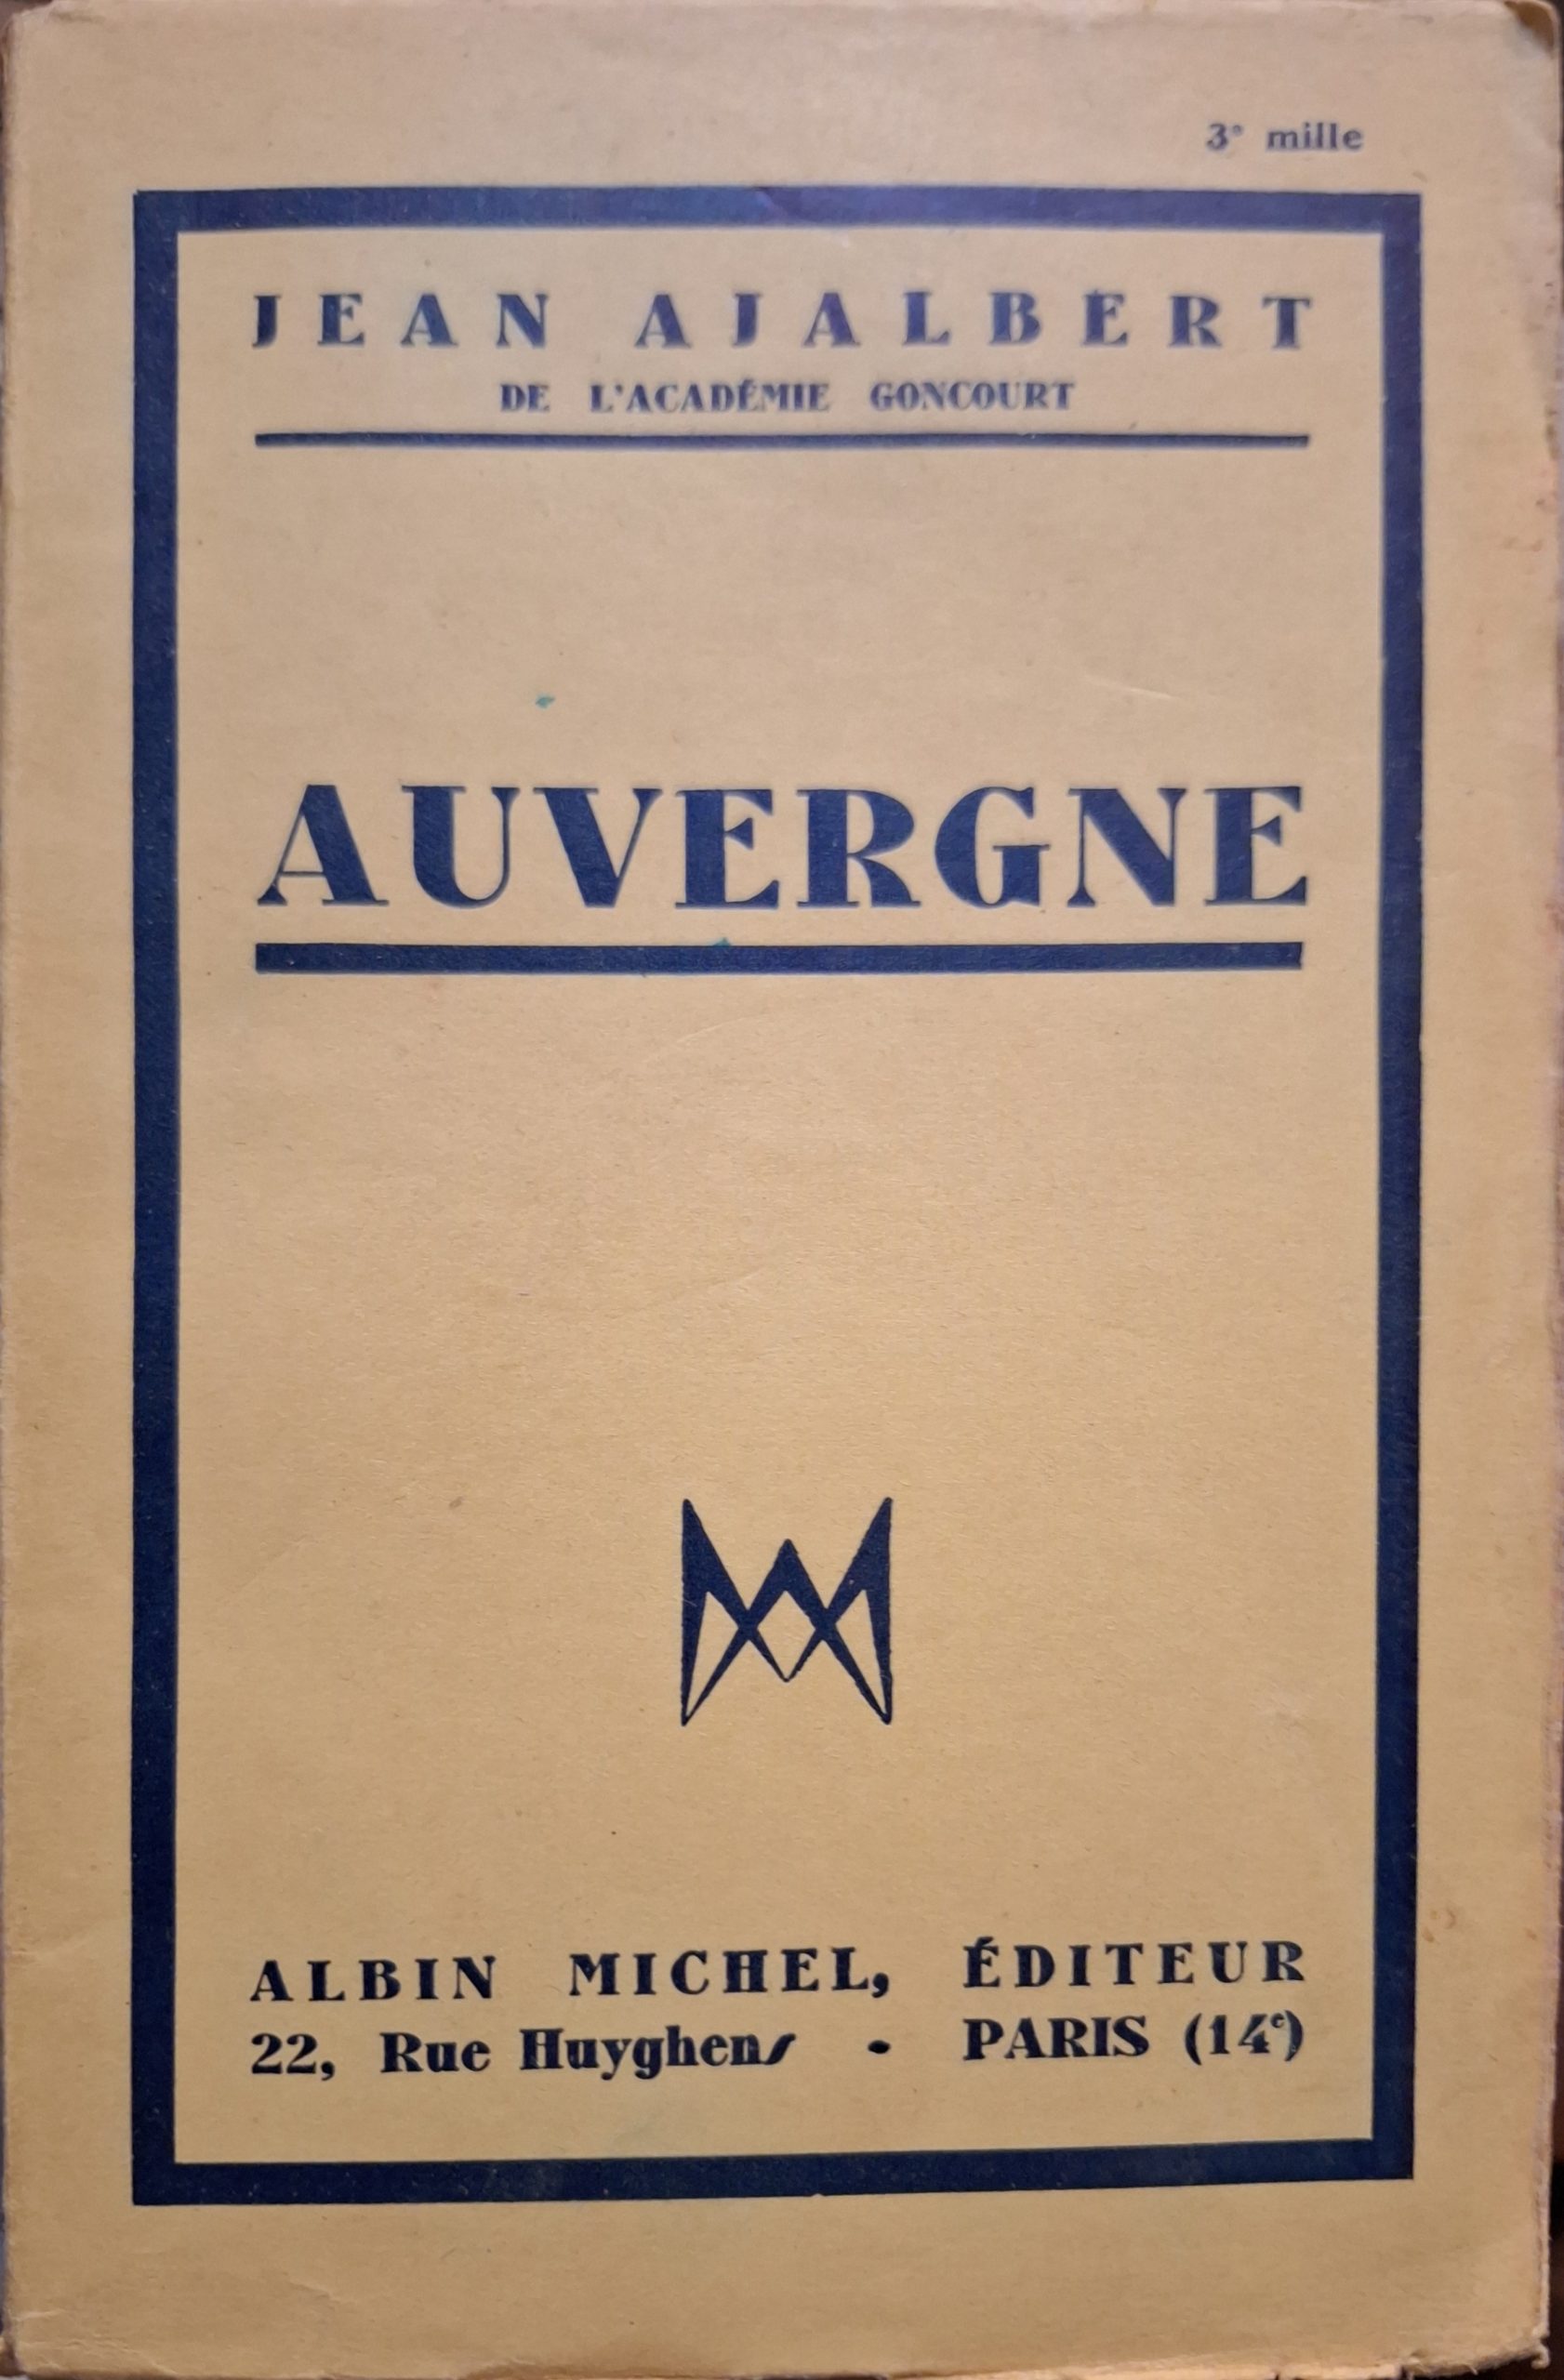 3e mille
JEAN AJALBERT
DE L'ACADÉMIE GONCOURT
AUVERGNE
ALBIN MICHEL, ÉDITEUR
22, Rue Huyghens • PARIS (14e)